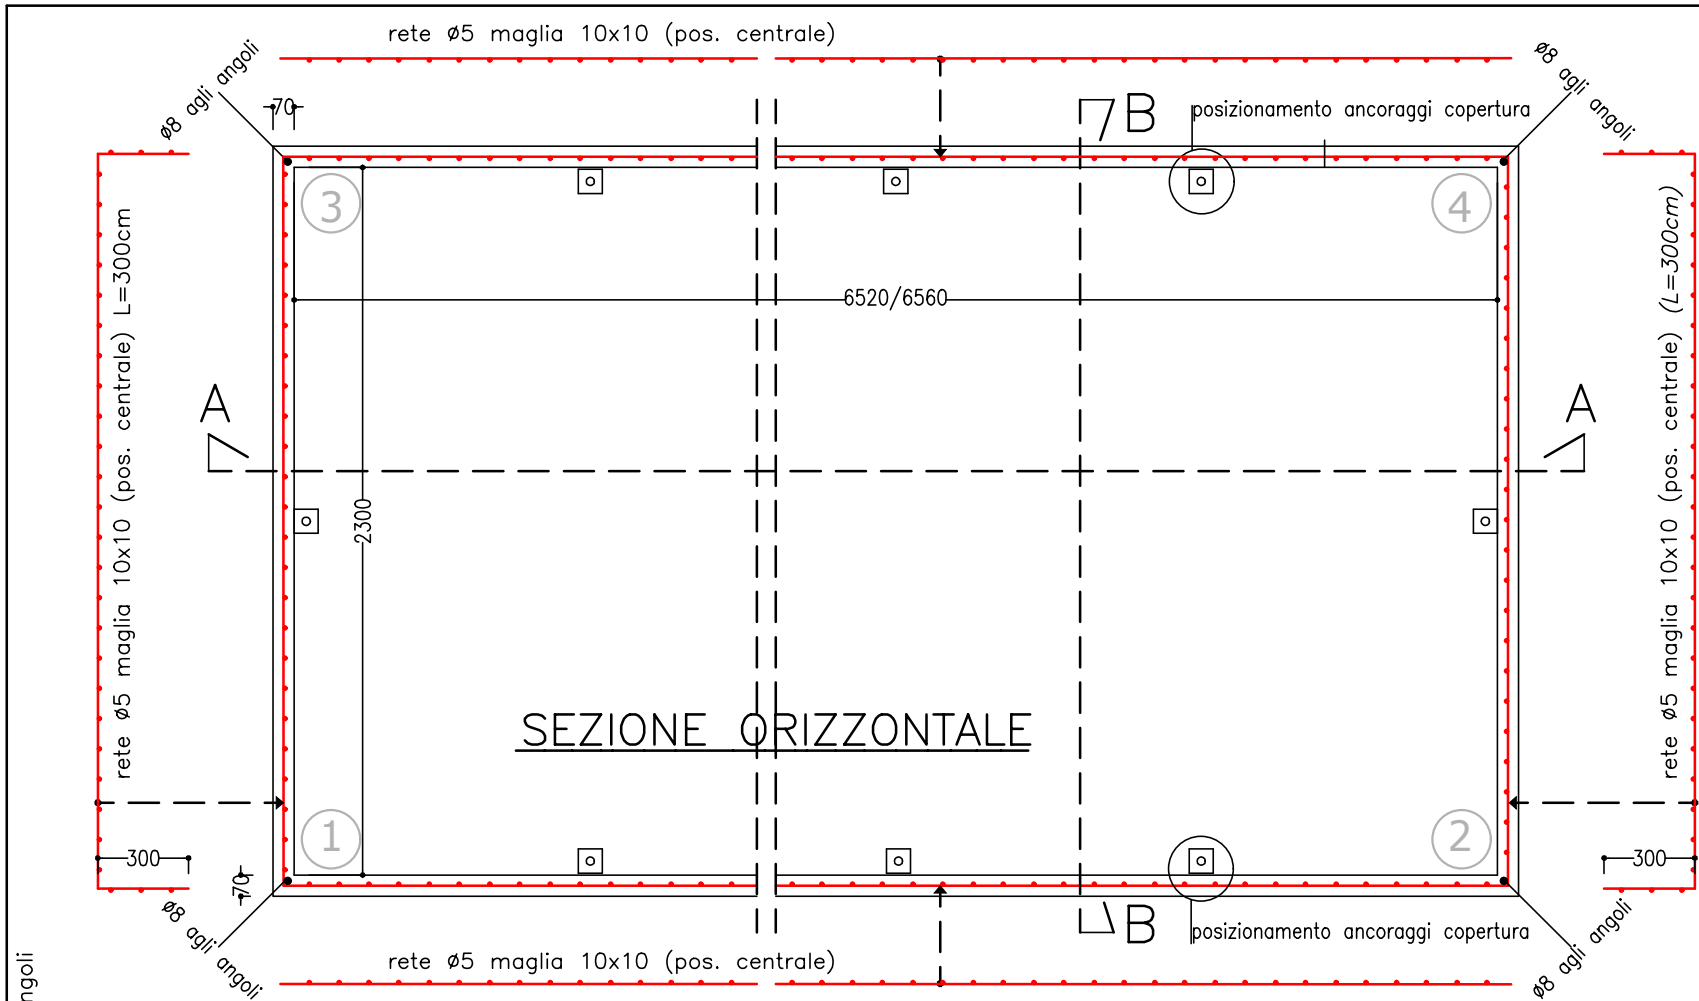 rete ø5 maglia 10x10 (pos. centrale)
ø8 agli angoli
ø8 agli angoli
70
B
posizionamento ancoraggi copertura
3
4
rete ø5 maglia 10x10 (pos. centrale) L=300cm
rete ø5 maglia 10x10 (pos. centrale) (L=300cm)
6520/6560
A
A
2300
SEZIONE ORIZZONTALE
1
2
300
300
70
B
posizionamento ancoraggi copertura
ø8 agli angoli
ø8 agli angoli
rete ø5 maglia 10x10 (pos. centrale)
ngoli